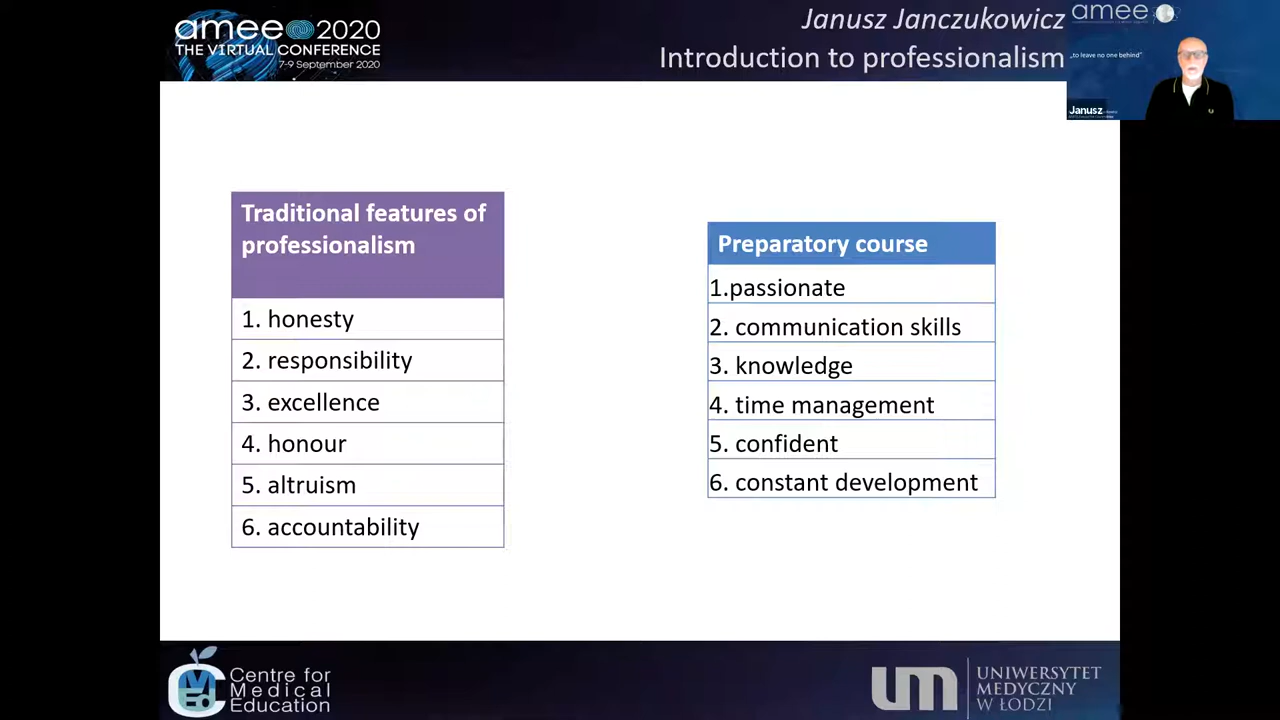 amee 2020
THE VIRTUAL CONFERENCE
7-9 September 2020
Janusz Janczukowicz
Introduction to professionalism
amee
„to leave no one behind"
Janusz
Traditional features of
professionalism
1. honesty
2. responsibility
3. excellence
4. honour
5. altruism
6. accountability
Preparatory course
1.passionate
2. communication skills
3. knowledge
4. time management
5. confident
6. constant development
Centre for
Medical
Education
um
UNIWERSYTET
MEDYCZNY
W ŁODZI